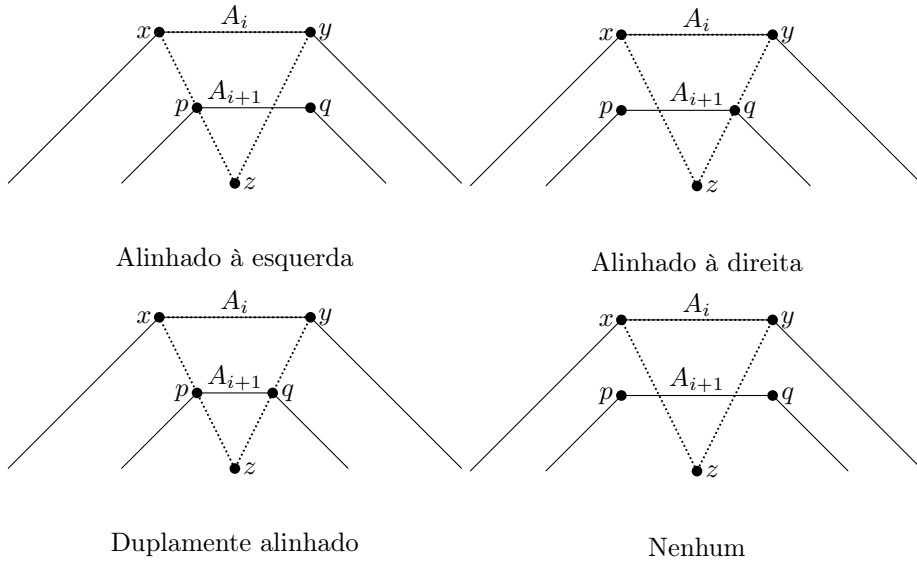 x A_i y
p A_{i+1} q
z
Alinhado à esquerda
x A_i y
p A_{i+1} q
z
Alinhado à direita
x A_i y
p A_{i+1} q
z
Duplamente alinhado
x A_i y
p A_{i+1} q
z
Nenhum